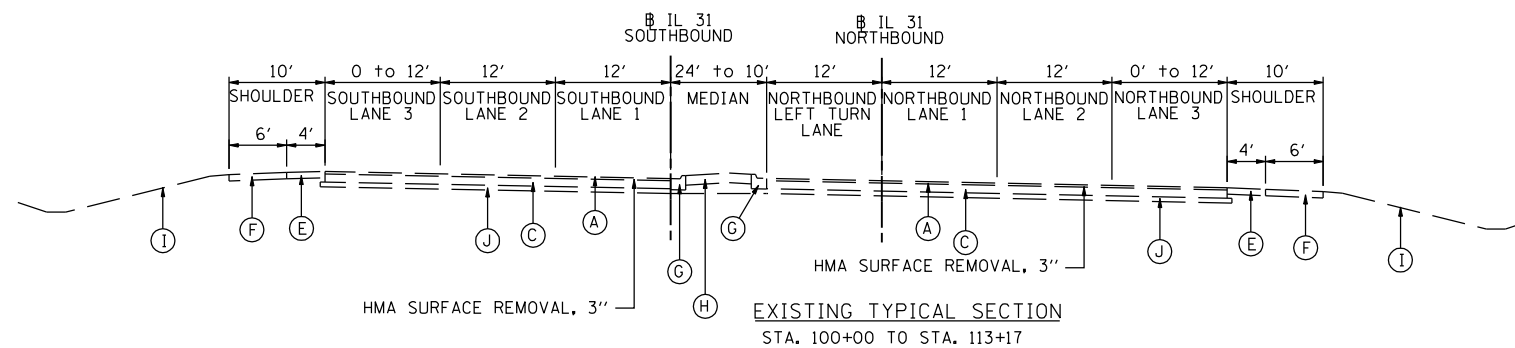 ℄ IL 31
SOUTHBOUND
℄ IL 31
NORTHBOUND
10' 0 to 12' 12' 12' 24' to 10' 12' 12' 12' 0' to 12' 10'
SHOULDER SOUTHBOUND SOUTHBOUND SOUTHBOUND MEDIAN NORTHBOUND NORTHBOUND NORTHBOUND NORTHBOUND SHOULDER
LANE 3 LANE 2 LANE 1 LEFT TURN LANE 1 LANE 2 LANE 3
LANE
6' 4' 4' 6'
I F E J C A G H G A C J E F I
HMA SURFACE REMOVAL, 3''
HMA SURFACE REMOVAL, 3''
EXISTING TYPICAL SECTION
STA. 100+00 TO STA. 113+17